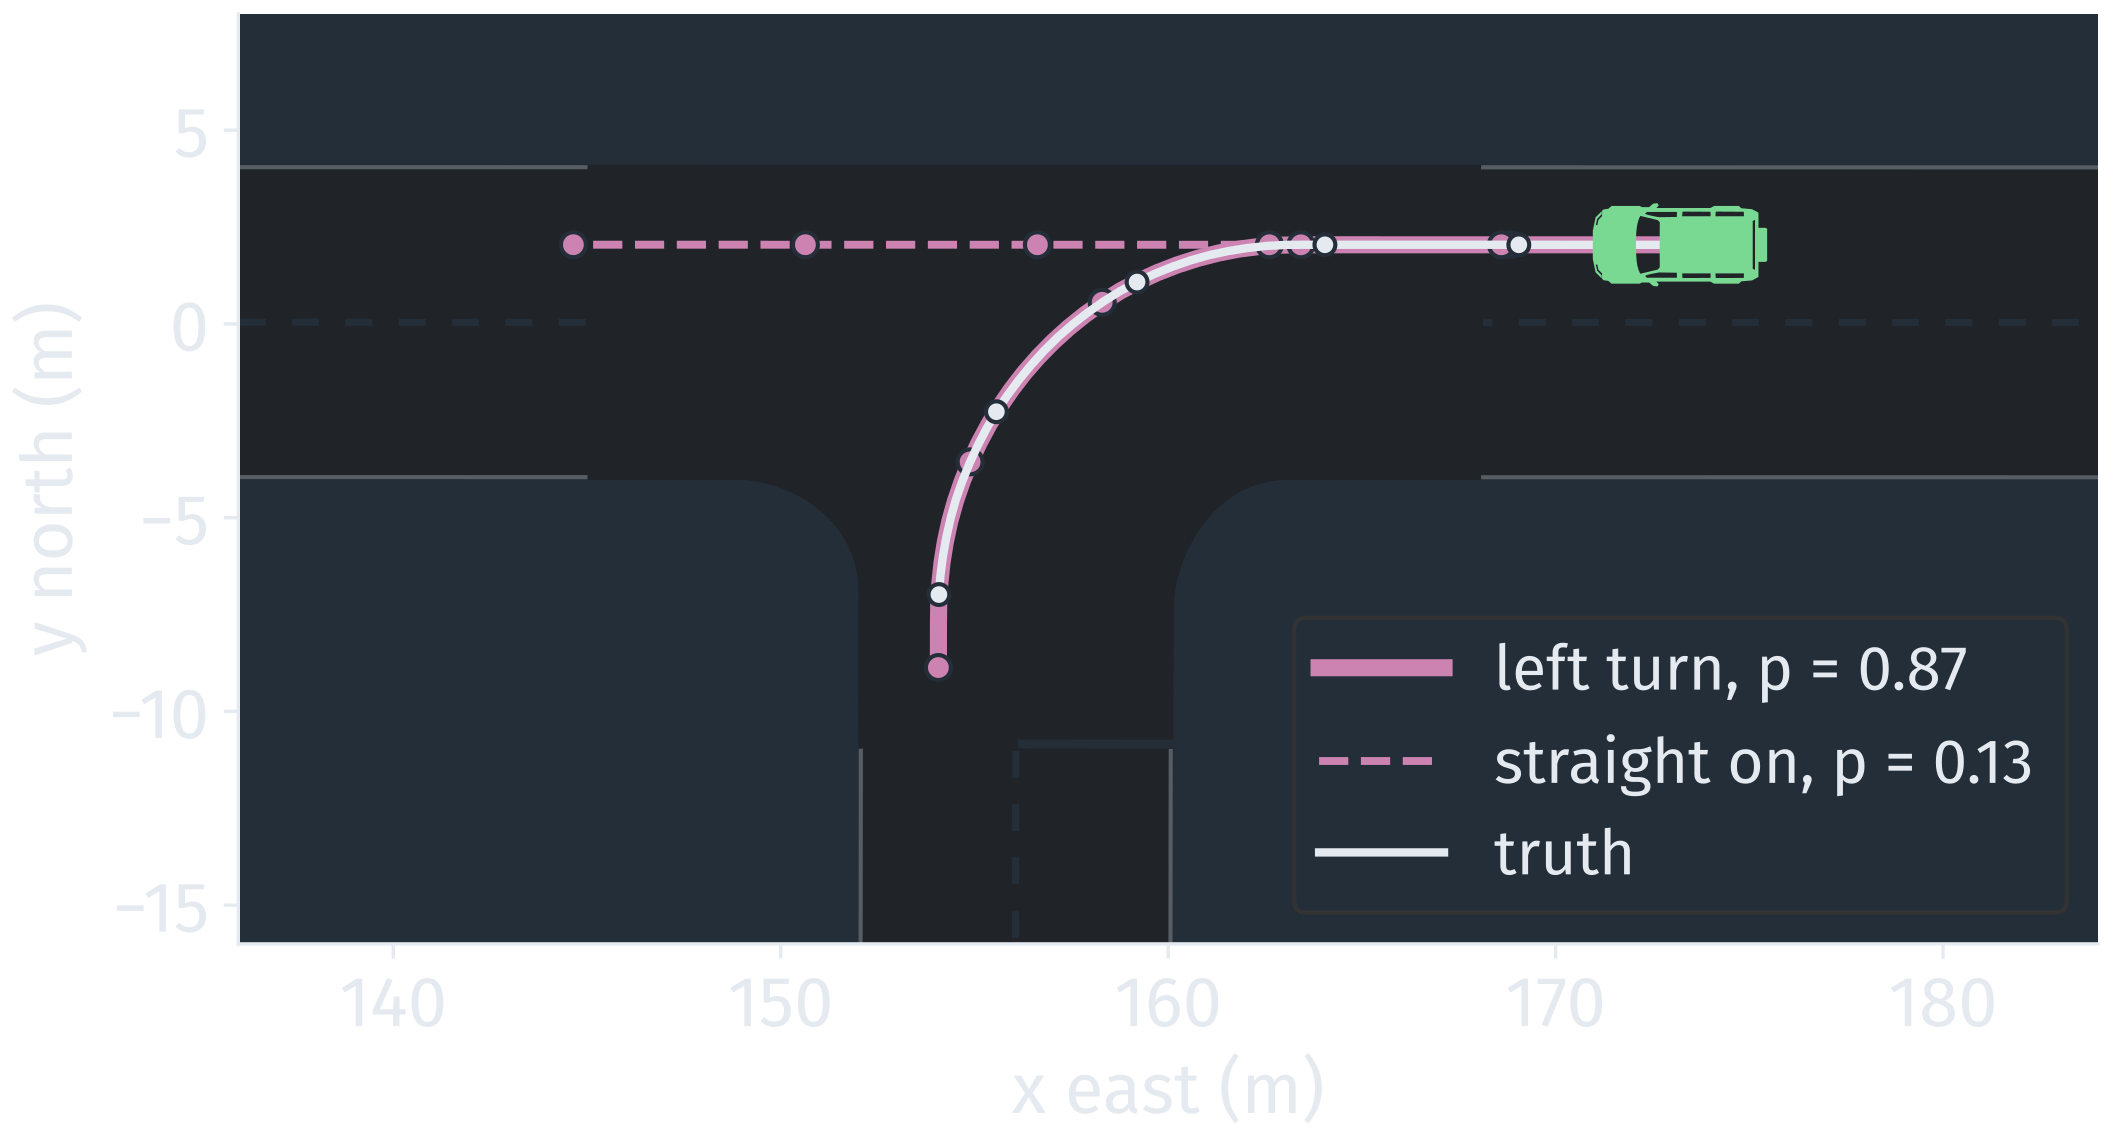 5
0
−5
−10
−15
y north (m)
left turn, p = 0.87
straight on, p = 0.13
truth
140 150 160 170 180
x east (m)